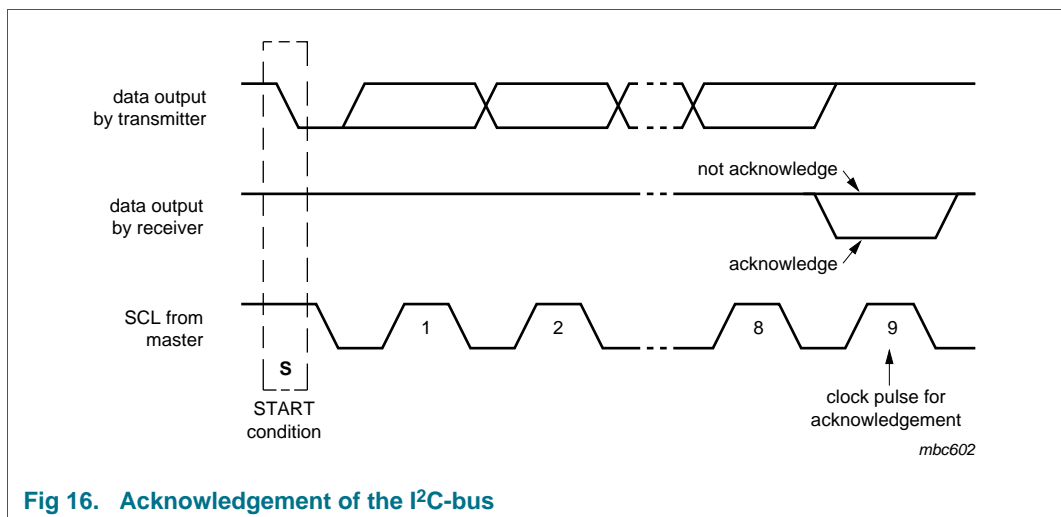 data output
by transmitter
not acknowledge
data output
by receiver
acknowledge
SCL from
master
1
2
8
9
S
START
condition
clock pulse for
acknowledgement
mbc602
Fig 16. Acknowledgement of the I²C-bus